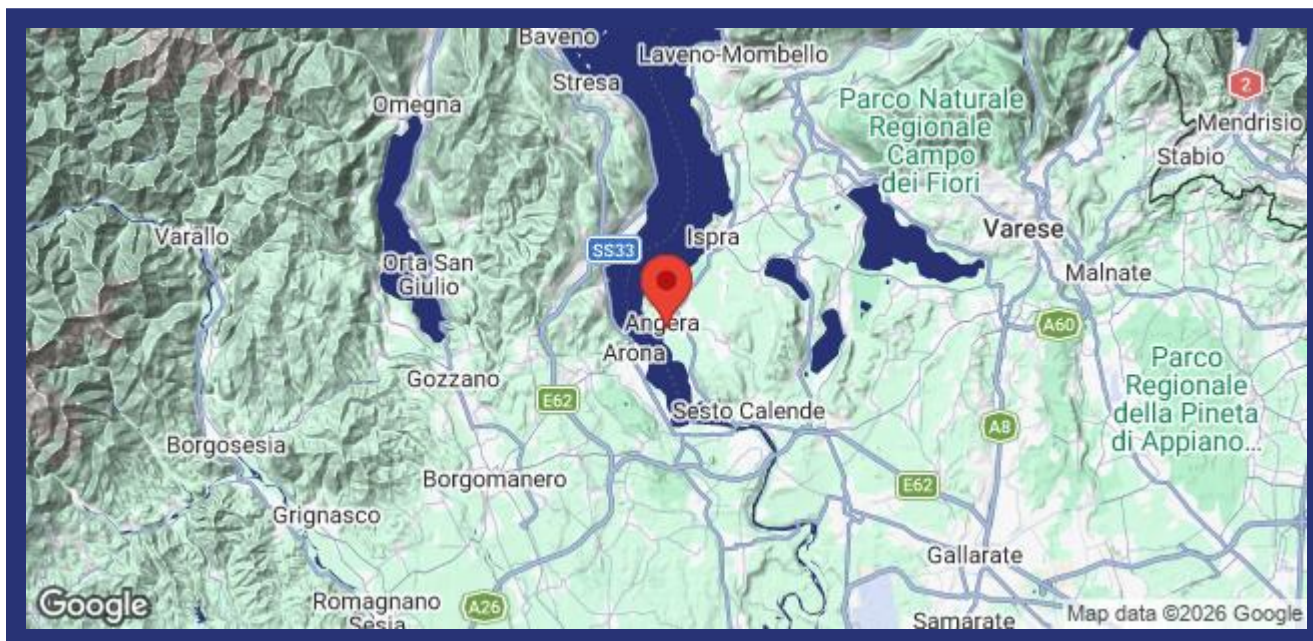 Baveno
Laveno-Mombello
Stresa
Omegna
Parco Naturale
Regionale
Campo
dei Fiori
2
Mendrisio
Stabio
Varallo
SS33
Ispra
Varese
Orta San
Giulio
Malnate
Angera
A60
Arona
Gozzano
E62
Parco
Regionale
della Pineta
di Appiano...
Sesto Calende
A8
Borgosesia
Borgomanero
E62
Grignasco
Gallarate
Google
Romagnano
Sesia
A26
Samarate
Map data ©2026 Google